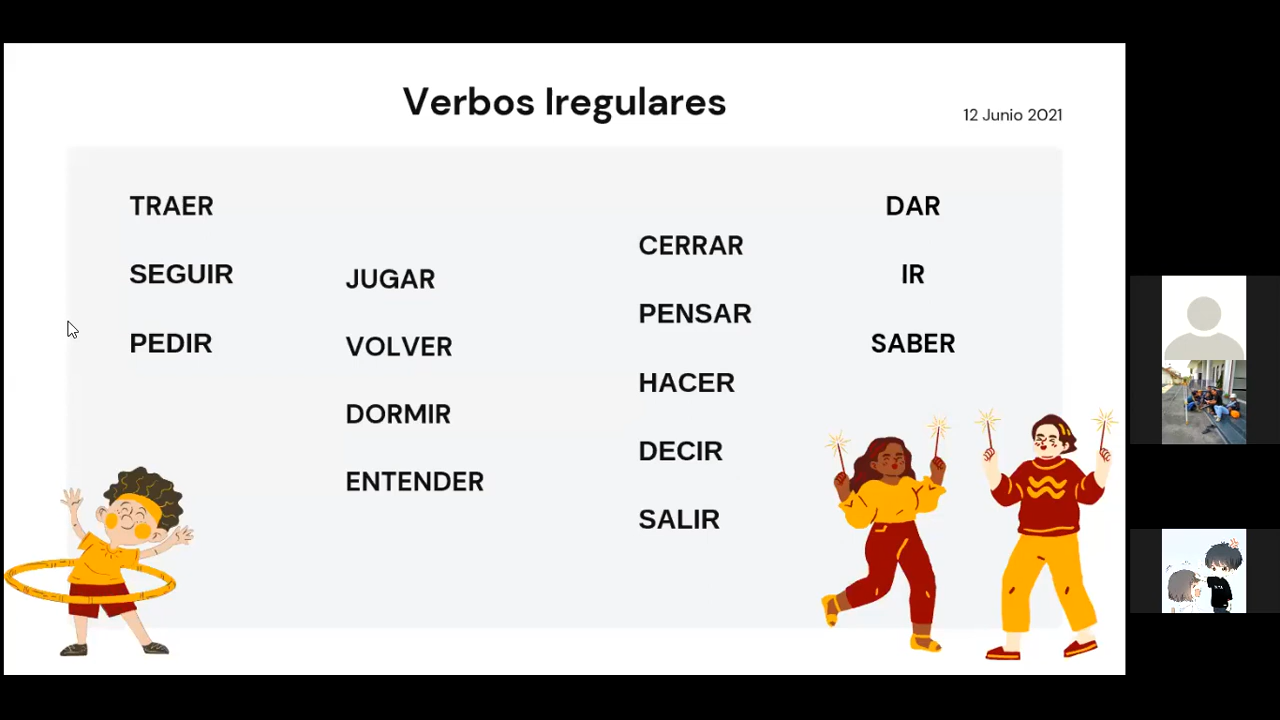 Verbos Iregulares
12 Junio 2021
TRAER
SEGUIR
PEDIR
JUGAR
VOLVER
DORMIR
ENTENDER
CERRAR
PENSAR
HACER
DECIR
SALIR
DAR
IR
SABER